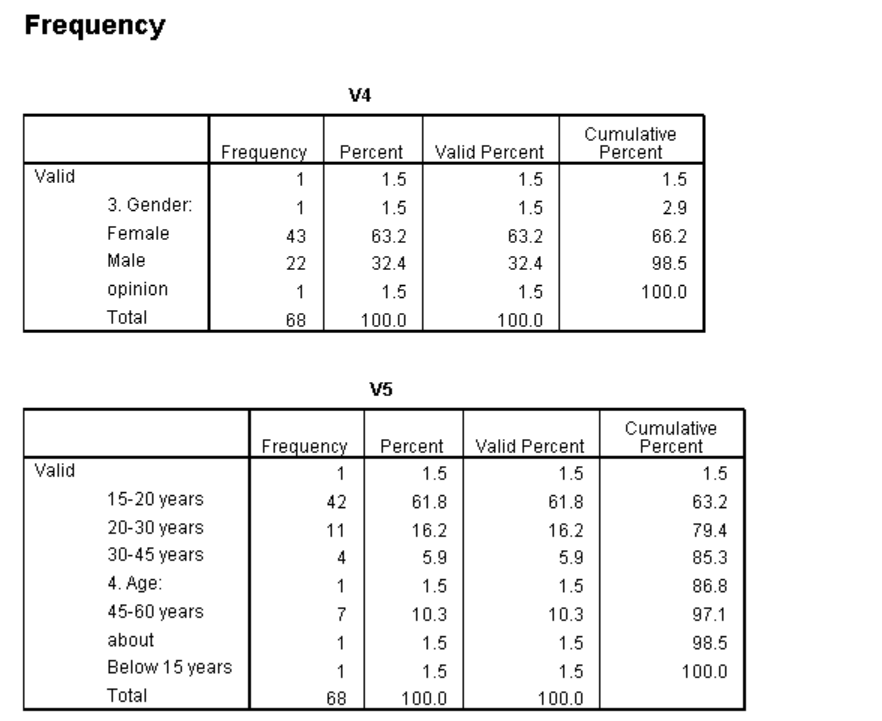 Frequency
V4
Frequency Percent Valid Percent Cumulative Percent
Valid 1 1.5 1.5 1.5
3. Gender: 1 1.5 1.5 2.9
Female 43 63.2 63.2 66.2
Male 22 32.4 32.4 98.5
opinion 1 1.5 1.5 100.0
Total 68 100.0 100.0
V5
Frequency Percent Valid Percent Cumulative Percent
Valid 1 1.5 1.5 1.5
15-20 years 42 61.8 61.8 63.2
20-30 years 11 16.2 16.2 79.4
30-45 years 4 5.9 5.9 85.3
4. Age: 1 1.5 1.5 86.8
45-60 years 7 10.3 10.3 97.1
about 1 1.5 1.5 98.5
Below 15 years 1 1.5 1.5 100.0
Total 68 100.0 100.0